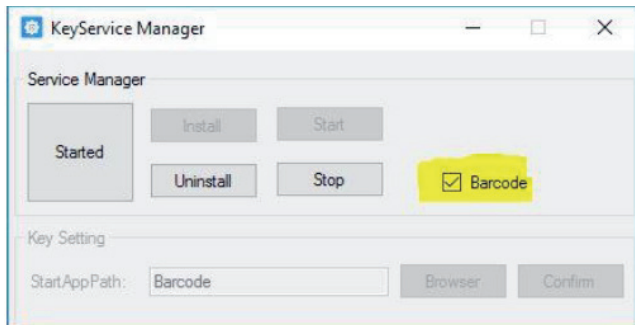 KeyService Manager
Service Manager
Started
Install
Start
Uninstall
Stop
Barcode
Key Setting
StartAppPath:
Barcode
Browser
Confirm